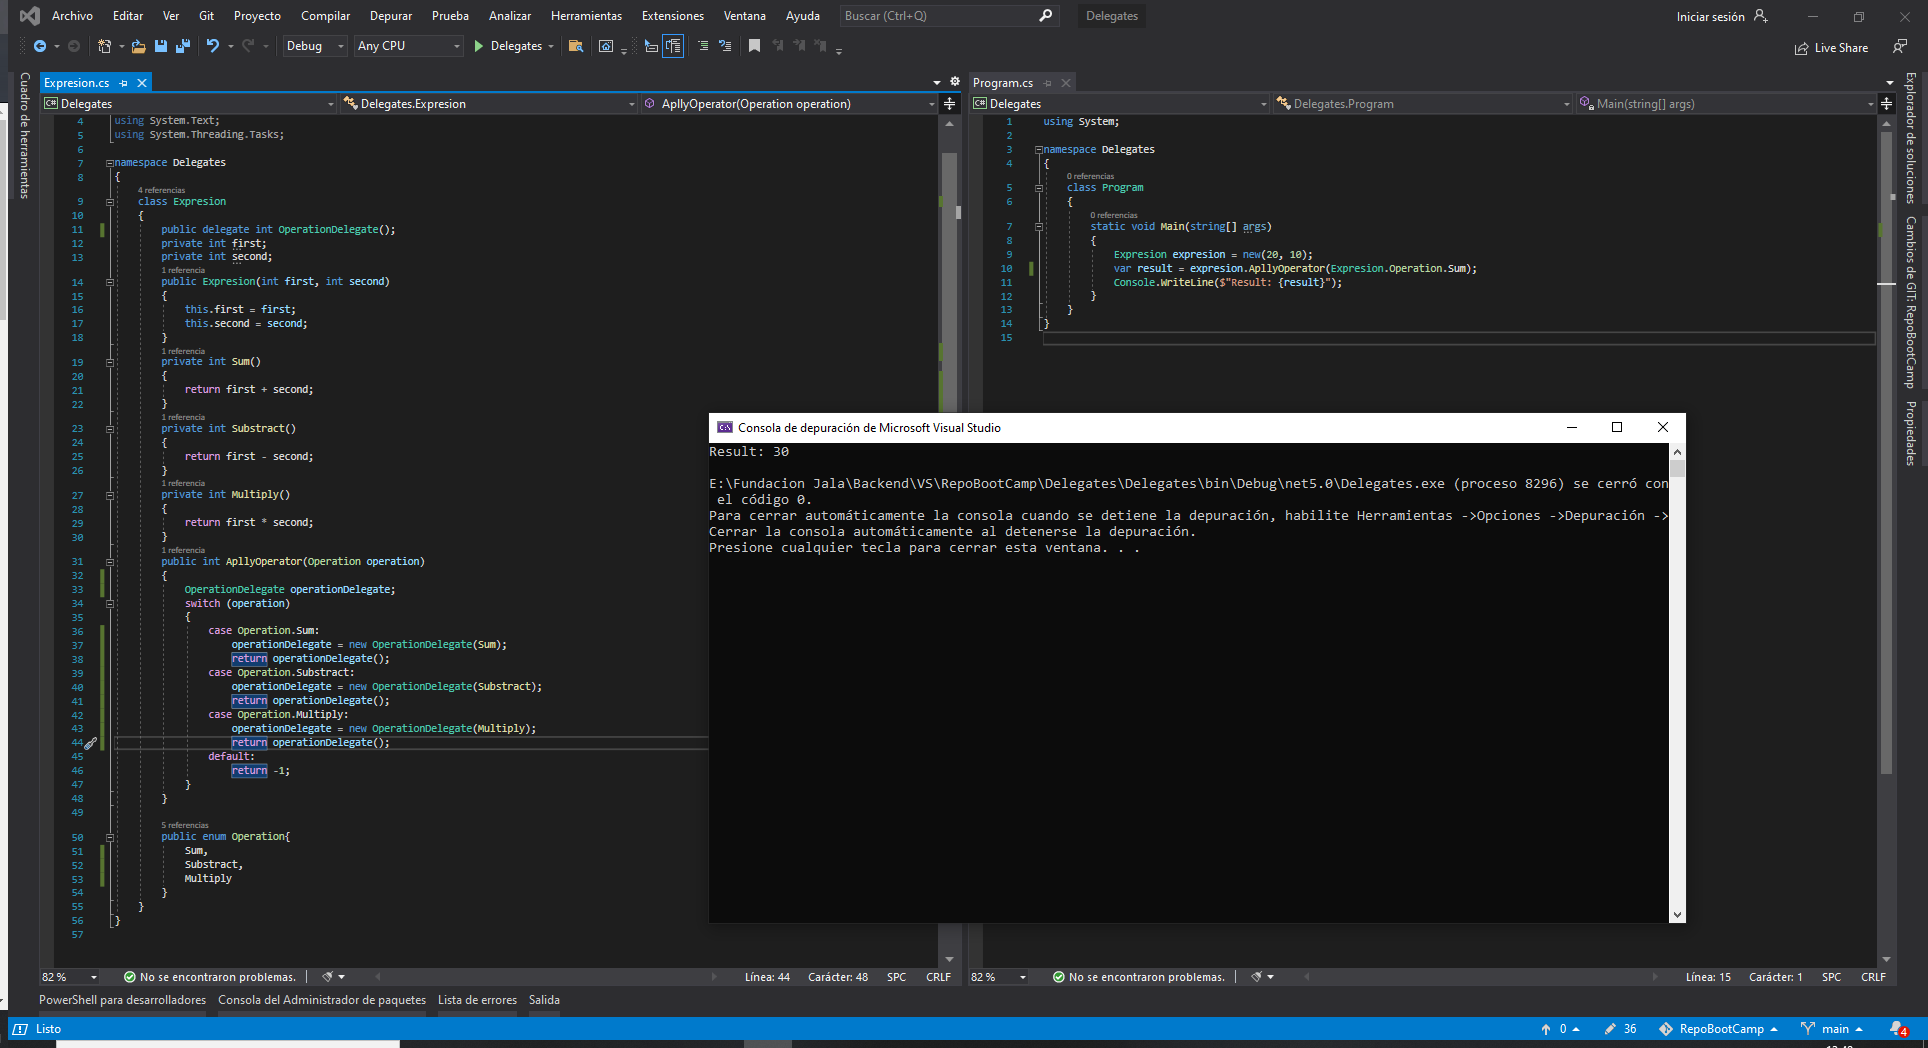 Archivo Editar Ver Git Proyecto Compilar Depurar Prueba Analizar Herramientas Extensiones Ventana Ayuda Buscar (Ctrl+Q) Delegates Iniciar sesión
Debug Any CPU Delegates Live Share
Cuadro de herramientas
Expresion.cs
Delegates Delegates.Expresion ApllyOperator(Operation operation)
4 using System.Text;
5 using System.Threading.Tasks;
6
7 namespace Delegates
8 {
4 referencias
9 class Expresion
10 {
11 public delegate int OperationDelegate();
12 private int first;
13 private int second;
1 referencia
14 public Expresion(int first, int second)
15 {
16 this.first = first;
17 this.second = second;
18 }
1 referencia
19 private int Sum()
20 {
21 return first + second;
22 }
1 referencia
23 private int Substract()
24 {
25 return first - second;
26 }
1 referencia
27 private int Multiply()
28 {
29 return first * second;
30 }
1 referencia
31 public int ApllyOperator(Operation operation)
32 {
33 OperationDelegate operationDelegate;
34 switch (operation)
35 {
36 case Operation.Sum:
37 operationDelegate = new OperationDelegate(Sum);
38 return operationDelegate();
39 case Operation.Substract:
40 operationDelegate = new OperationDelegate(Substract);
41 return operationDelegate();
42 case Operation.Multiply:
43 operationDelegate = new OperationDelegate(Multiply);
44 return operationDelegate();
45 default:
46 return -1;
47 }
48 }
49
5 referencias
50 public enum Operation{
51 Sum,
52 Substract,
53 Multiply
54 }
55 }
56 }
57
82 % No se encontraron problemas. Línea: 44 Carácter: 48 SPC CRLF
Program.cs
Delegates Delegates.Program Main(string[] args)
1 using System;
2
3 namespace Delegates
4 {
0 referencias
5 class Program
6 {
0 referencias
7 static void Main(string[] args)
8 {
9 Expresion expresion = new(20, 10);
10 var result = expresion.ApllyOperator(Expresion.Operation.Sum);
11 Console.WriteLine($"Result: {result}");
12 }
13 }
14 }
15
82 % No se encontraron problemas. Línea: 15 Carácter: 1 SPC CRLF
Explorador de soluciones
Cambios de GIT: RepoBootCamp
Propiedades
C:\ Consola de depuración de Microsoft Visual Studio
Result: 30
E:\Fundacion Jala\Backend\VS\RepoBootCamp\Delegates\Delegates\bin\Debug\net5.0\Delegates.exe (proceso 8296) se cerró con
el código 0.
Para cerrar automáticamente la consola cuando se detiene la depuración, habilite Herramientas ->Opciones ->Depuración ->
Cerrar la consola automáticamente al detenerse la depuración.
Presione cualquier tecla para cerrar esta ventana. . .
PowerShell para desarrolladores Consola del Administrador de paquetes Lista de errores Salida
Listo 0 36 RepoBootCamp main 4